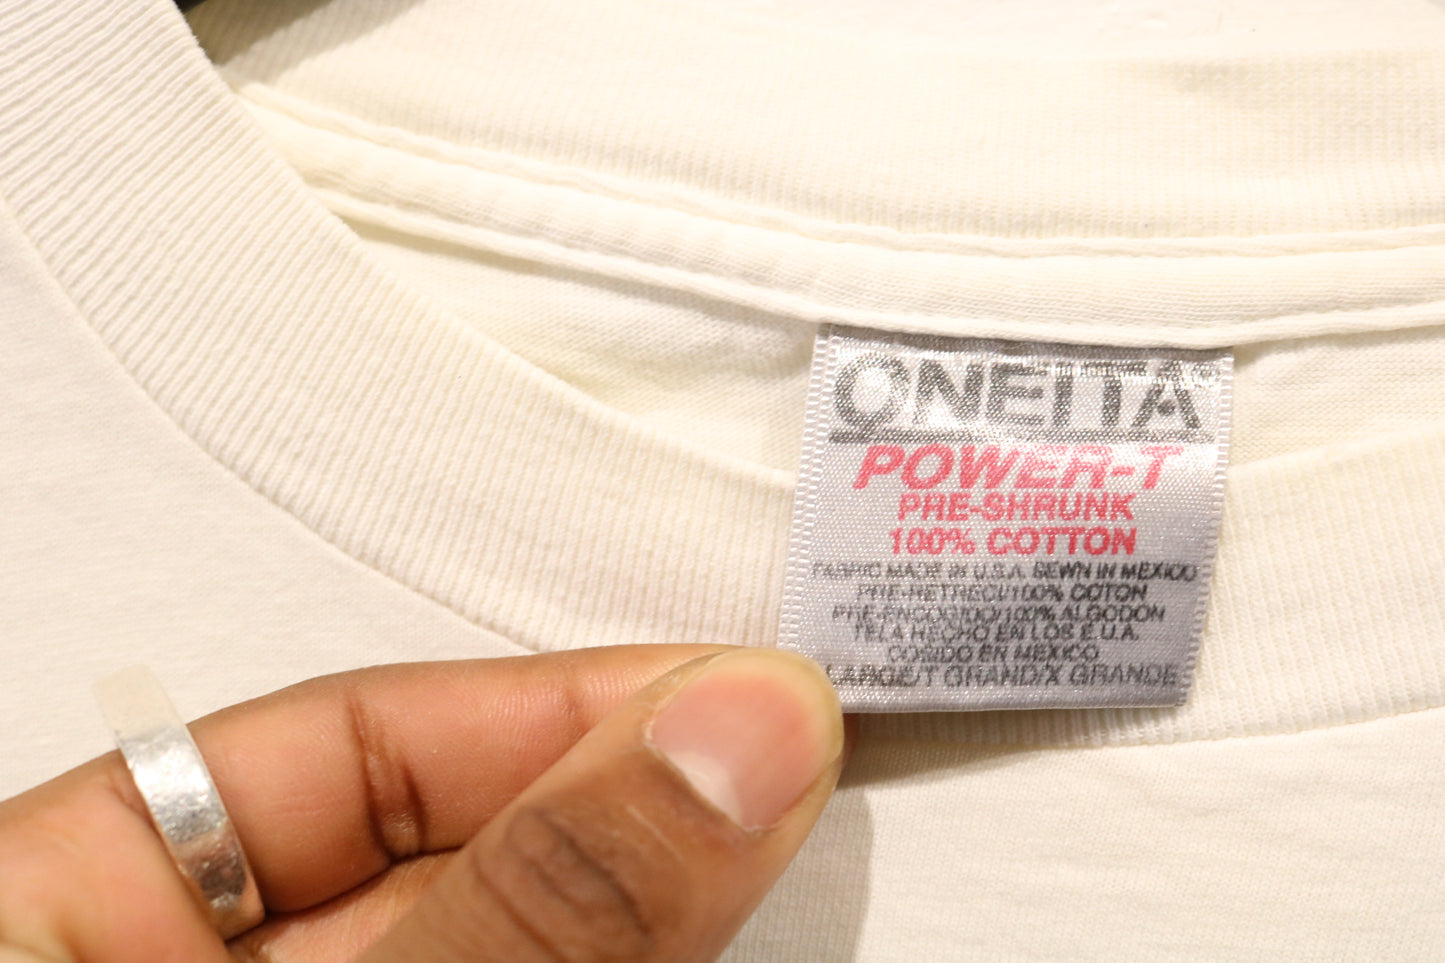 ONEITA
POWER-T
PRE-SHRUNK
100% COTTON
FABRIC MADE IN U.S.A. SEWN IN MEXICO
PRE-RETRECI/100% COTON
PRE-ENCOGIDO/100% ALGODON
TELA HECHO EN LOS E.U.A.
COSIDO EN MEXICO
LARGE/T GRAND/X GRANDE